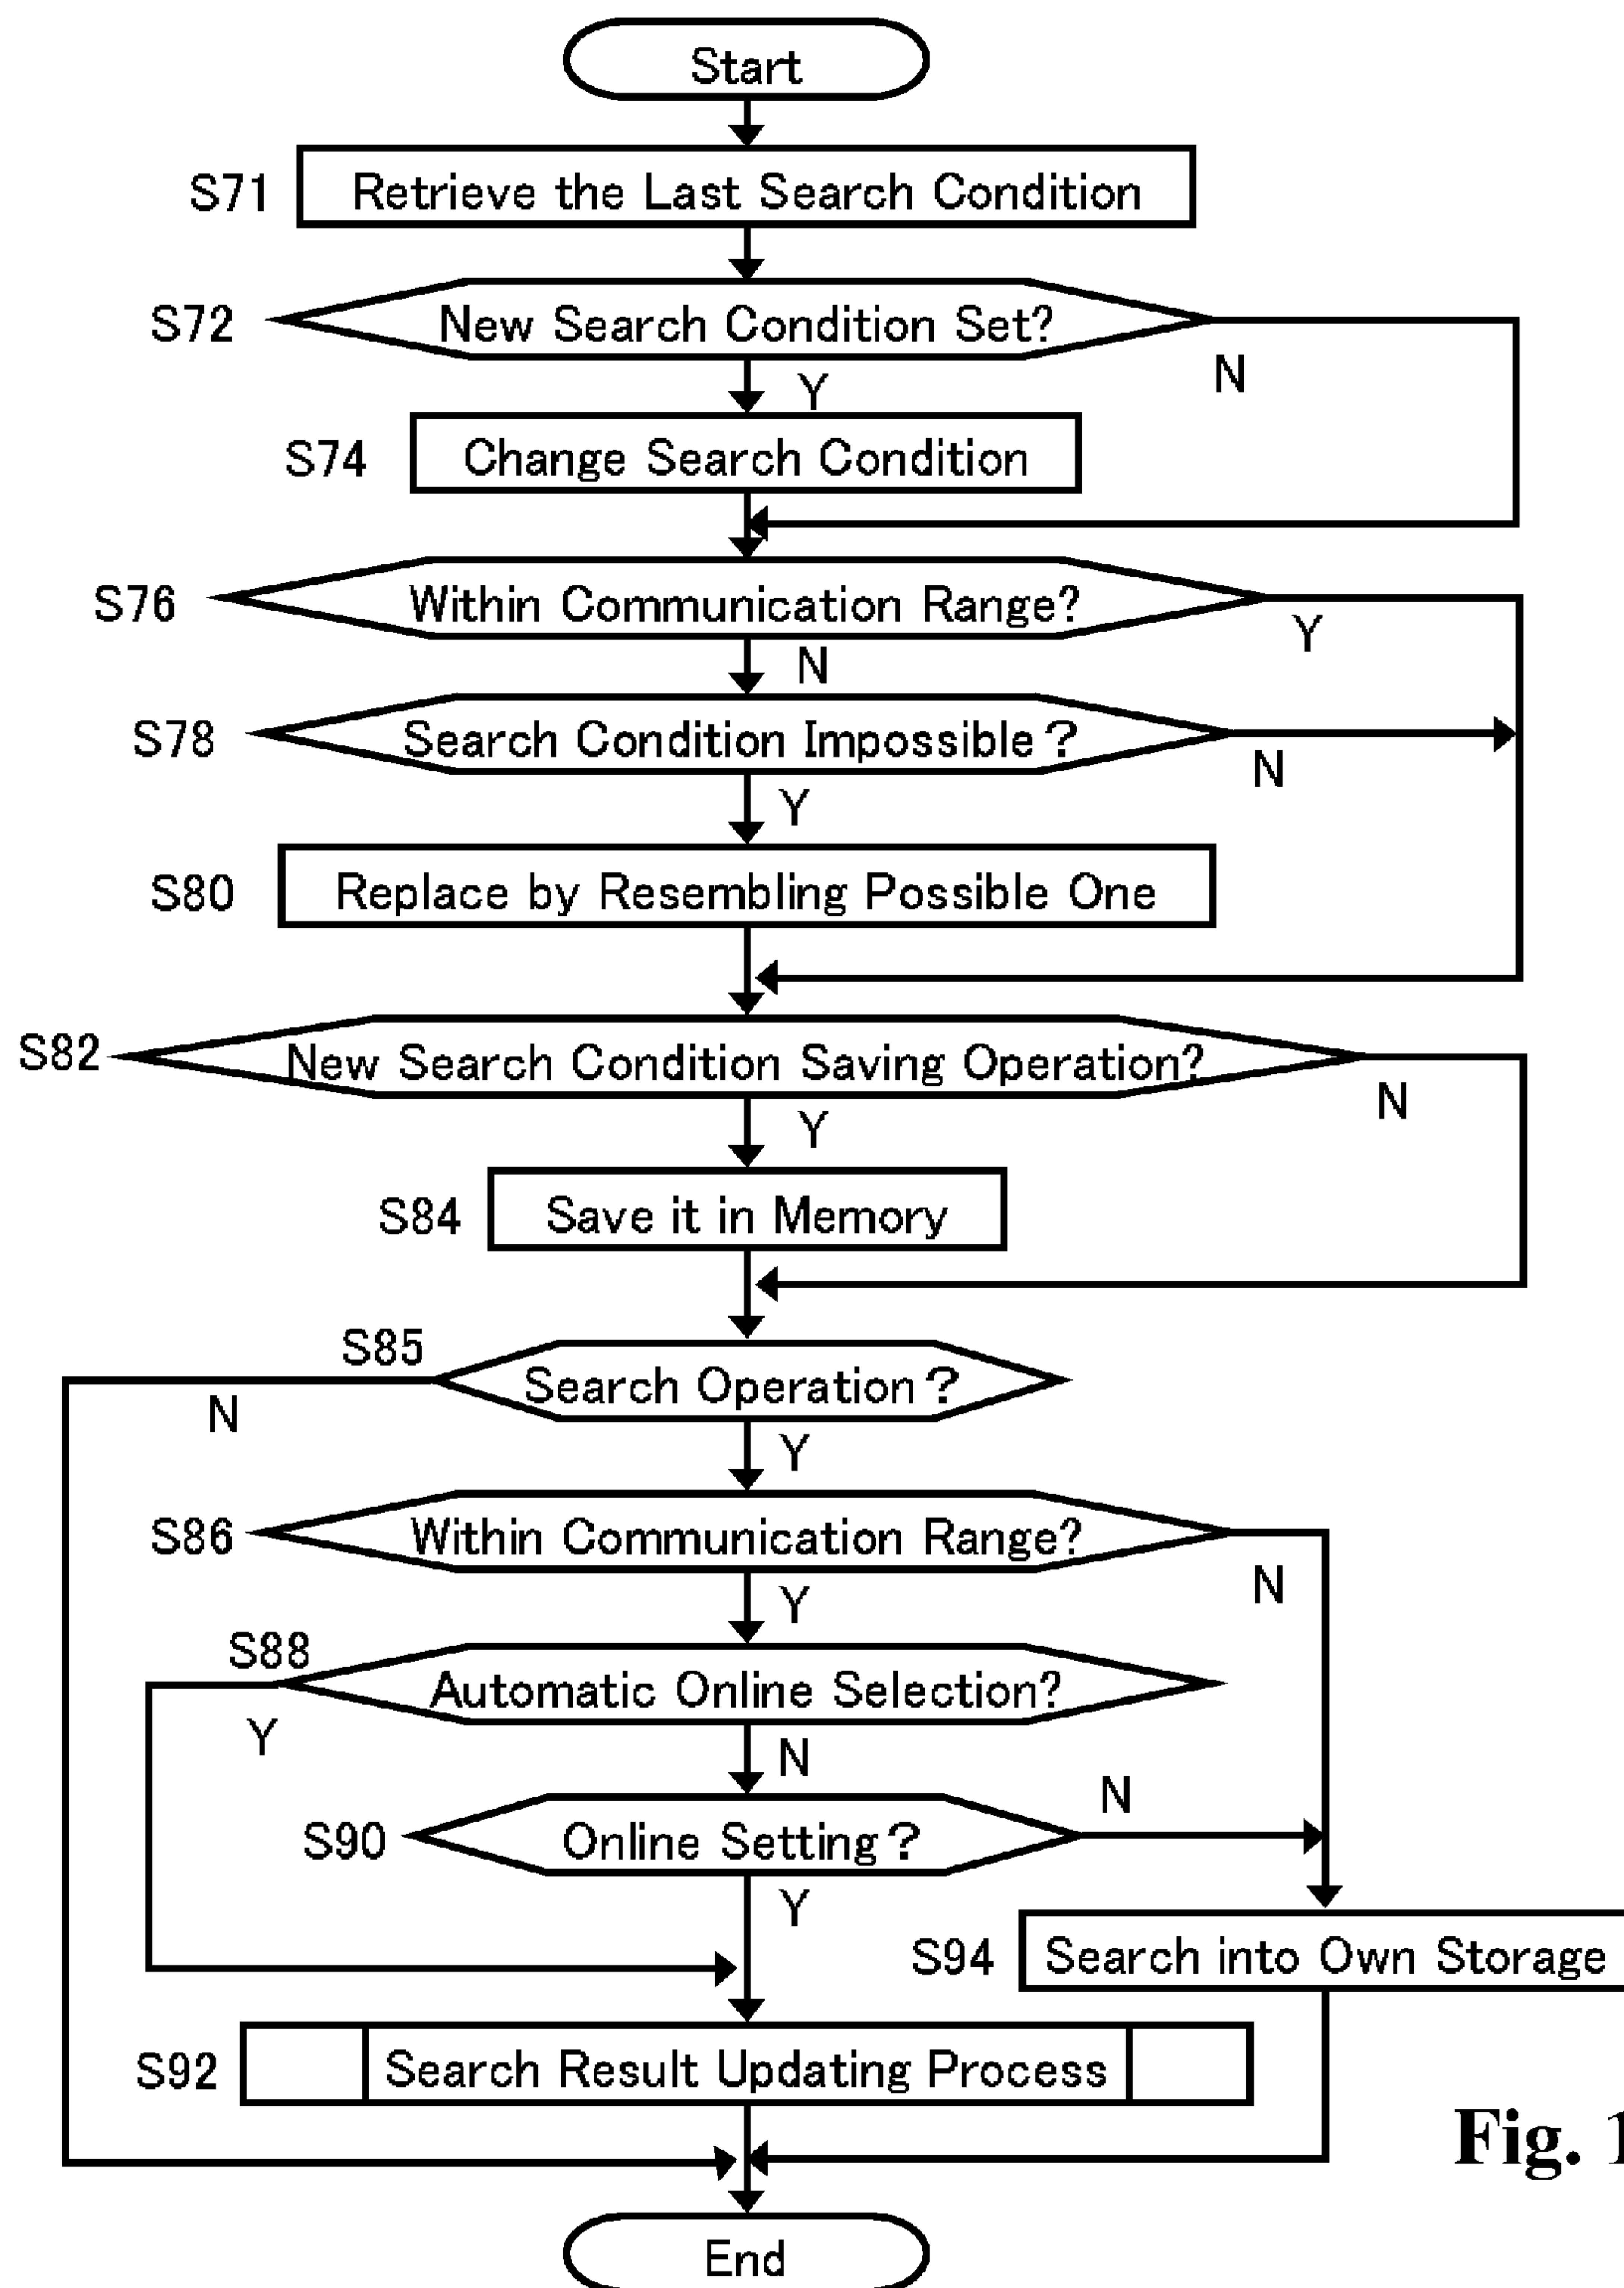 Start
S71 Retrieve the Last Search Condition
S72 New Search Condition Set?
N
Y
S74 Change Search Condition
S76 Within Communication Range?
Y
N
S78 Search Condition Impossible?
N
Y
S80 Replace by Resembling Possible One
S82 New Search Condition Saving Operation?
N
Y
S84 Save it in Memory
S85
Search Operation?
N
Y
S86 Within Communication Range?
N
Y
S88
Automatic Online Selection?
Y
N
N
S90 Online Setting?
Y
S94 Search into Own Storage
S92 Search Result Updating Process
Fig. 1
End